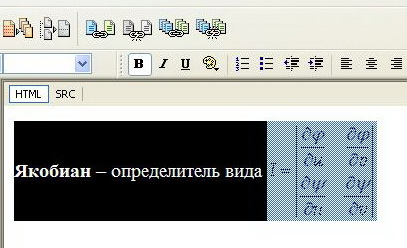 B I U
HTML SRC
Якобиан – определитель вида I = | ∂φ/∂u ∂φ/∂υ ; ∂ψ/∂u ∂ψ/∂υ |